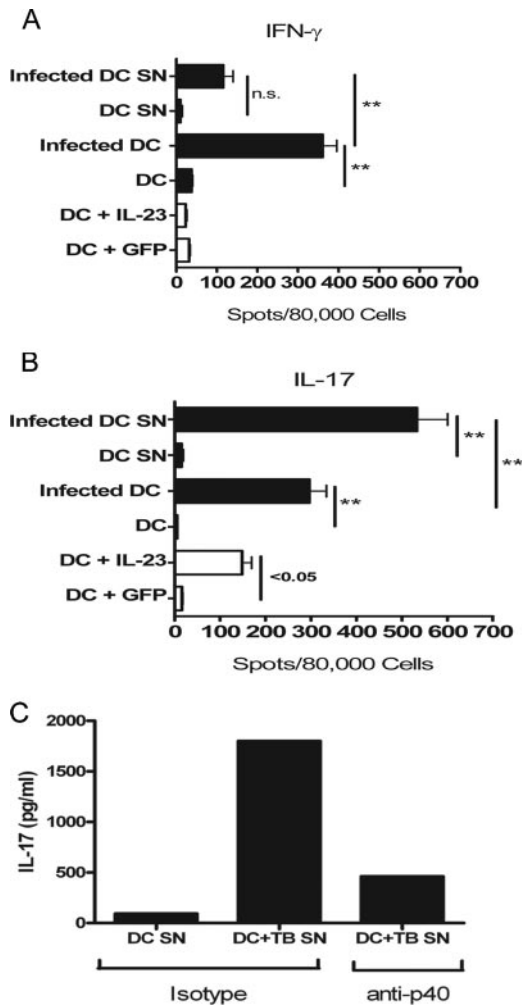 A
IFN-γ
Infected DC SN
n.s.
DC SN
**
Infected DC
**
DC
DC + IL-23
DC + GFP
0 100 200 300 400 500 600 700
Spots/80,000 Cells
B
IL-17
Infected DC SN
**
DC SN
**
Infected DC
**
DC
DC + IL-23
<0.05
DC + GFP
0 100 200 300 400 500 600 700
Spots/80,000 Cells
C
2000
1500
1000
500
0
IL-17 (pg/ml)
DC SN DC+TB SN DC+TB SN
Isotype anti-p40